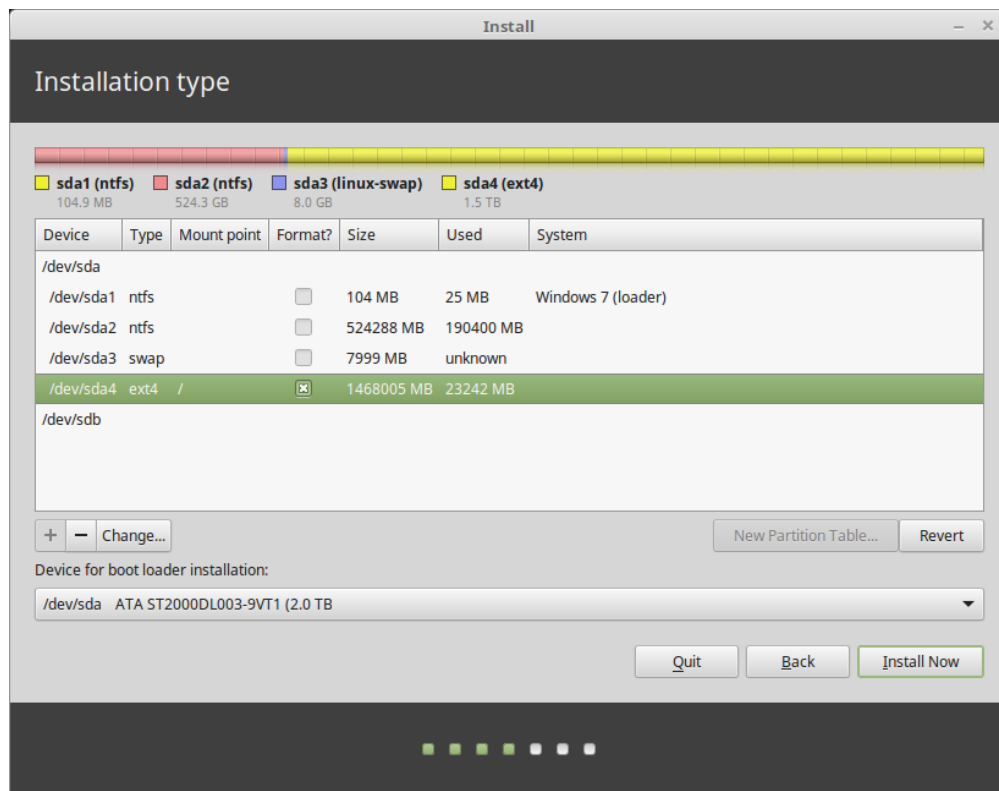 Install
Installation type
sda1 (ntfs) sda2 (ntfs) sda3 (linux-swap) sda4 (ext4)
104.9 MB 524.3 GB 8.0 GB 1.5 TB
Device Type Mount point Format? Size Used System
/dev/sda
/dev/sda1 ntfs 104 MB 25 MB Windows 7 (loader)
/dev/sda2 ntfs 524288 MB 190400 MB
/dev/sda3 swap 7999 MB unknown
/dev/sda4 ext4 / 1468005 MB 23242 MB
/dev/sdb
+ − Change... New Partition Table... Revert
Device for boot loader installation:
/dev/sda ATA ST2000DL003-9VT1 (2.0 TB
Quit Back Install Now